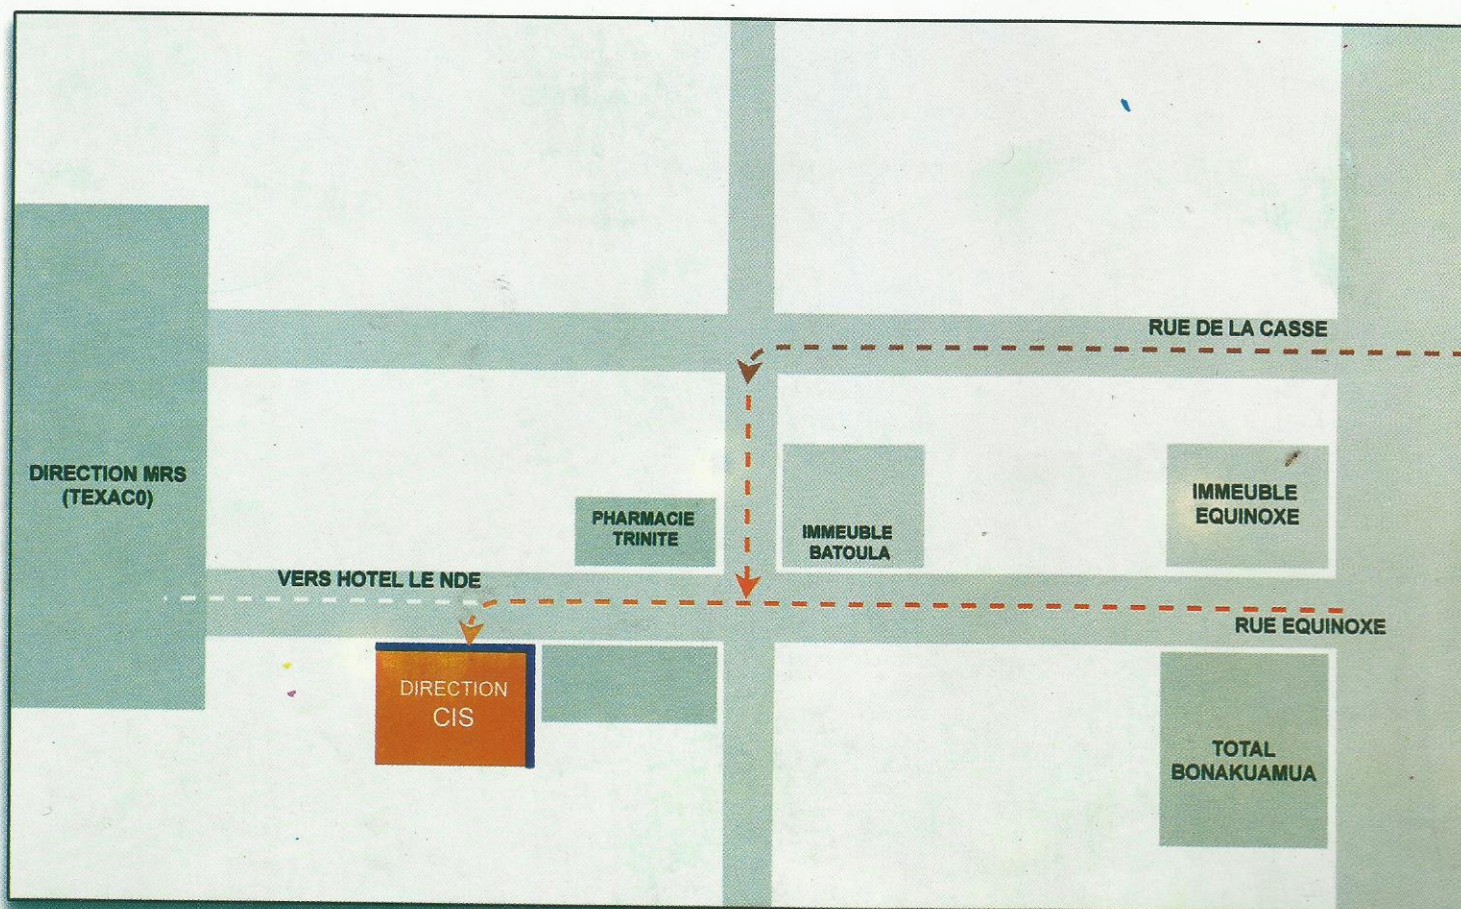 RUE DE LA CASSE
DIRECTION MRS
(TEXAC0)
IMMEUBLE
EQUINOXE
PHARMACIE
TRINITE
IMMEUBLE
BATOULA
VERS HOTEL LE NDE
RUE EQUINOXE
DIRECTION
CIS
TOTAL
BONAKUAMUA